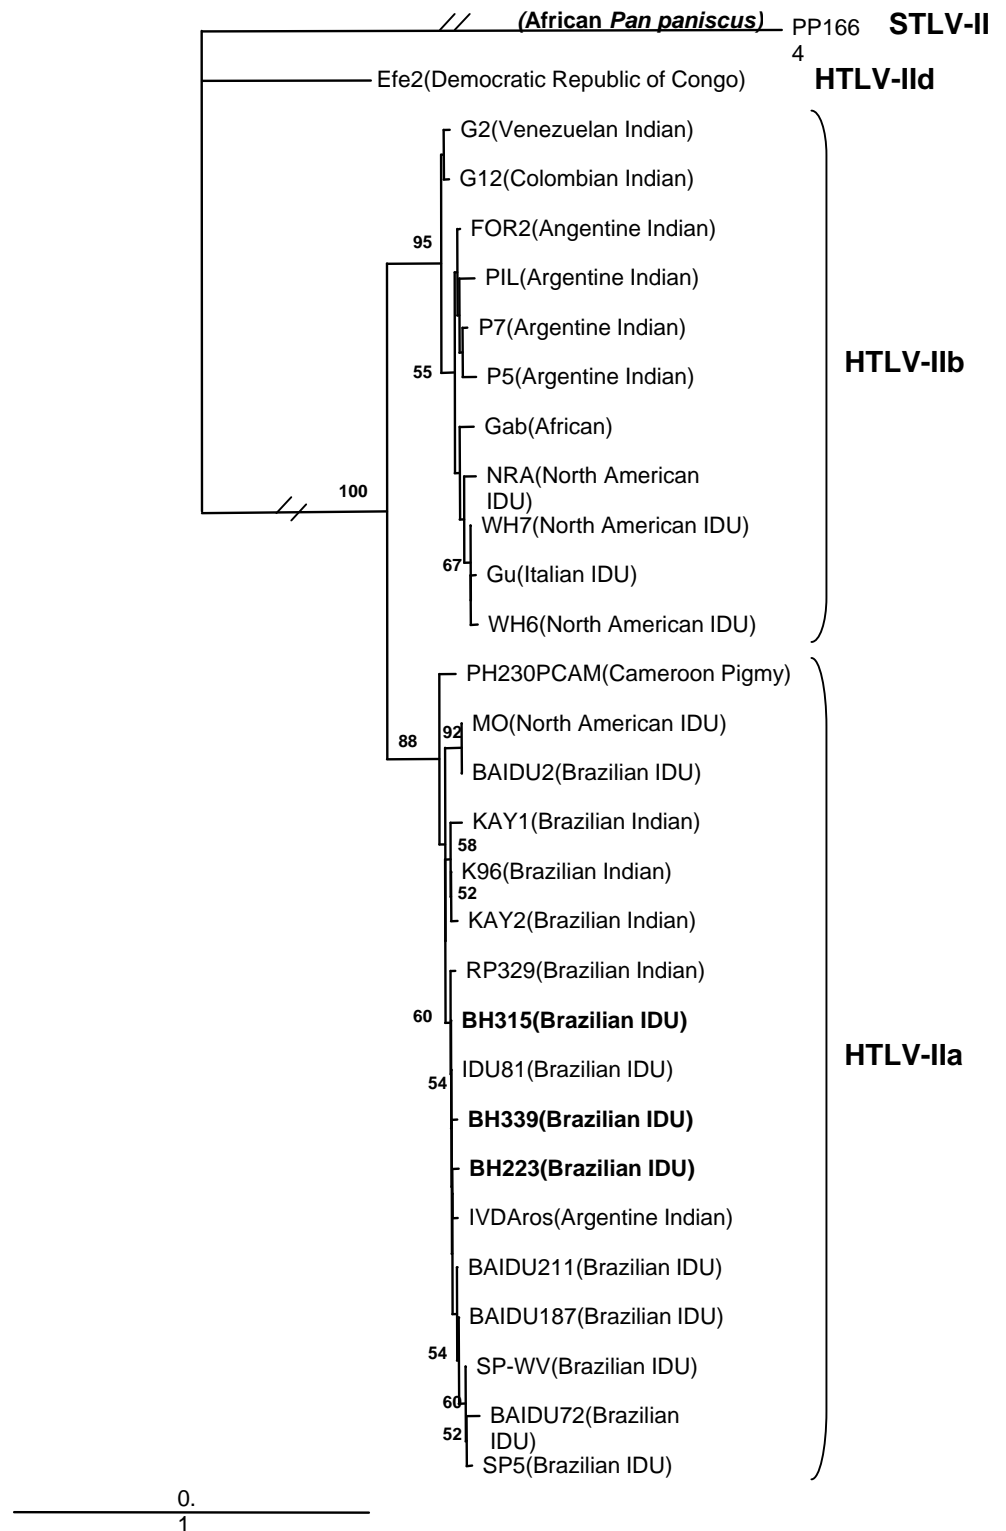 (African Pan paniscus)
PP166
4
STLV-II
Efe2(Democratic Republic of Congo)
HTLV-IId
G2(Venezuelan Indian)
G12(Colombian Indian)
FOR2(Angentine Indian)
95
PIL(Argentine Indian)
P7(Argentine Indian)
HTLV-IIb
55
P5(Argentine Indian)
Gab(African)
NRA(North American
IDU)
100
WH7(North American IDU)
67
Gu(Italian IDU)
WH6(North American IDU)
PH230PCAM(Cameroon Pigmy)
MO(North American IDU)
92
88
BAIDU2(Brazilian IDU)
KAY1(Brazilian Indian)
58
K96(Brazilian Indian)
52
KAY2(Brazilian Indian)
RP329(Brazilian Indian)
60
BH315(Brazilian IDU)
HTLV-IIa
IDU81(Brazilian IDU)
54
BH339(Brazilian IDU)
BH223(Brazilian IDU)
IVDAros(Argentine Indian)
BAIDU211(Brazilian IDU)
BAIDU187(Brazilian IDU)
54
SP-WV(Brazilian IDU)
60
BAIDU72(Brazilian
IDU)
52
SP5(Brazilian IDU)
0.
1